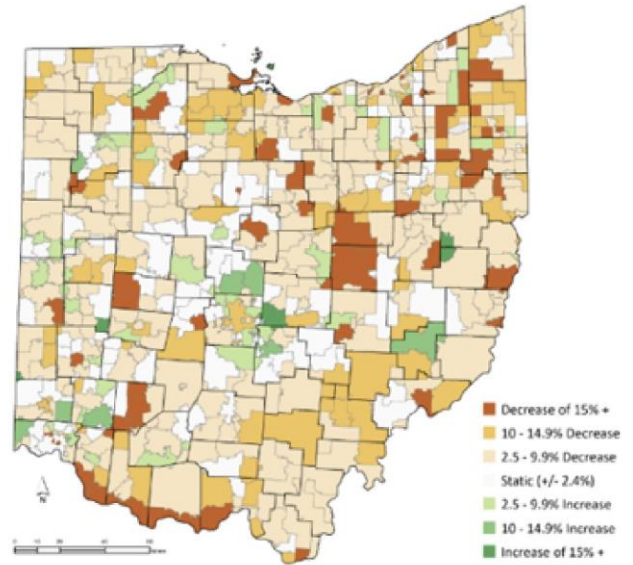 Decrease of 15% +
10 - 14.9% Decrease
2.5 - 9.9% Decrease
Static (+/- 2.4%)
2.5 - 9.9% Increase
10 - 14.9% Increase
Increase of 15% +
N